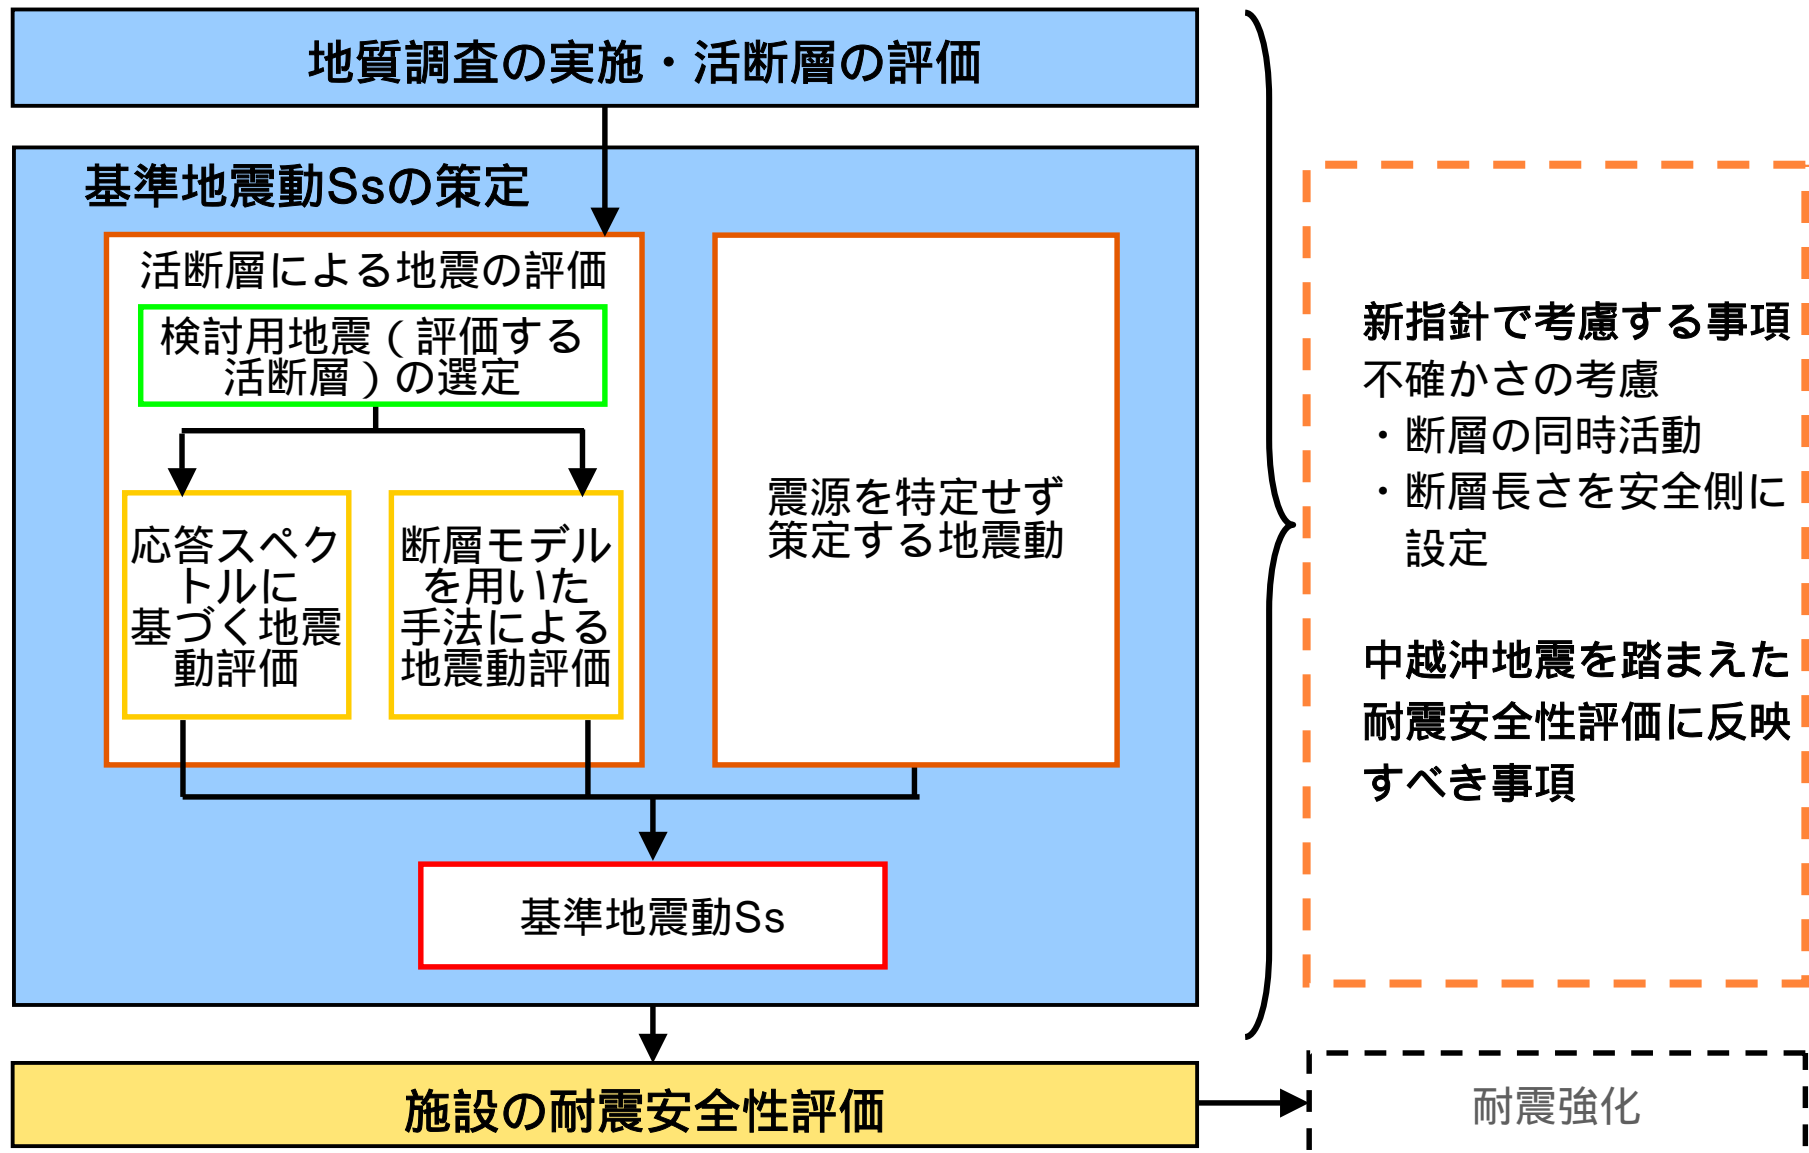 地質調査の実施・活断層の評価
基準地震動Ssの策定
活断層による地震の評価
検討用地震（評価する
活断層）の選定
応答スペク
トルに
基づく地震
動評価
断層モデル
を用いた
手法による
地震動評価
震源を特定せず
策定する地震動
基準地震動Ss
施設の耐震安全性評価
新指針で考慮する事項
不確かさの考慮
・断層の同時活動
・断層長さを安全側に
設定
中越沖地震を踏まえた
耐震安全性評価に反映
すべき事項
耐震強化